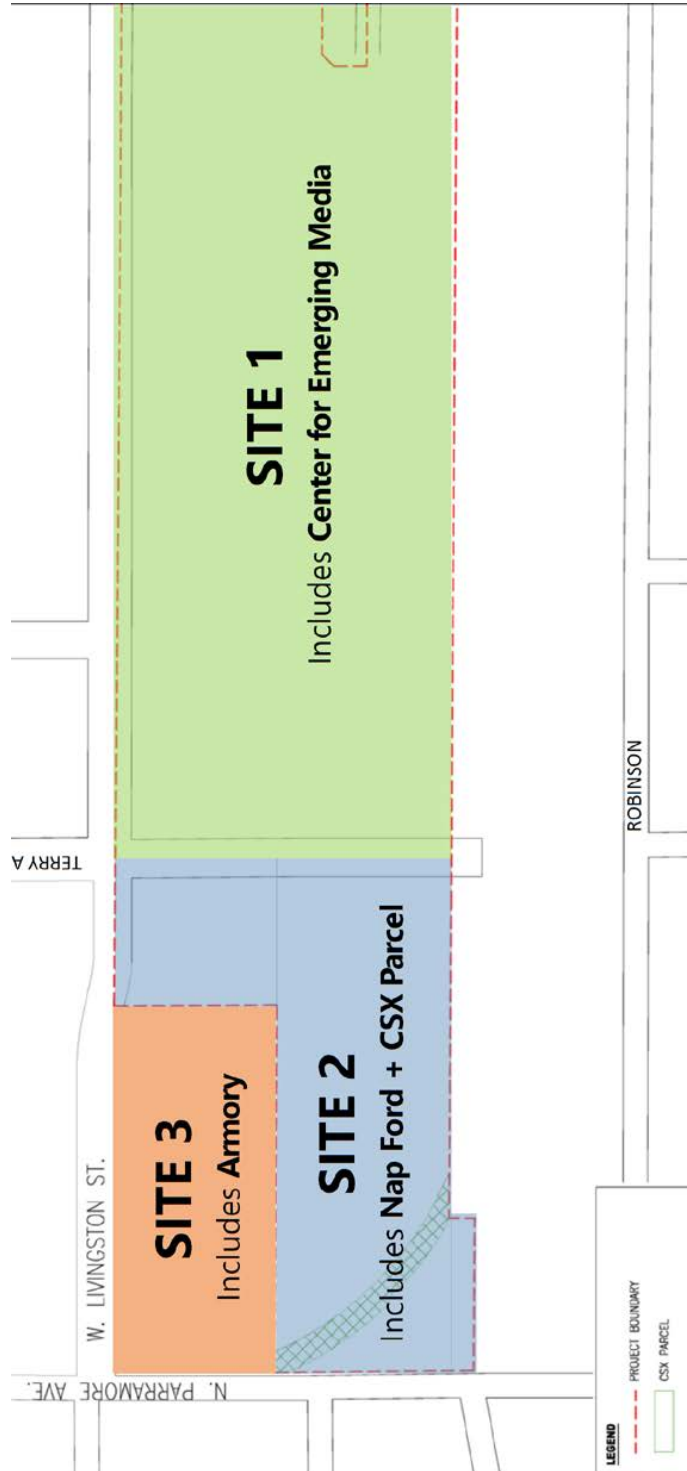 W. LIVINGSTON ST.
TERRY A
N. PARRAMORE AVE.
SITE 3
Includes Armory
SITE 2
Includes Nap Ford + CSX Parcel
SITE 1
Includes Center for Emerging Media
ROBINSON
LEGEND
PROJECT BOUNDARY
CSX PARCEL